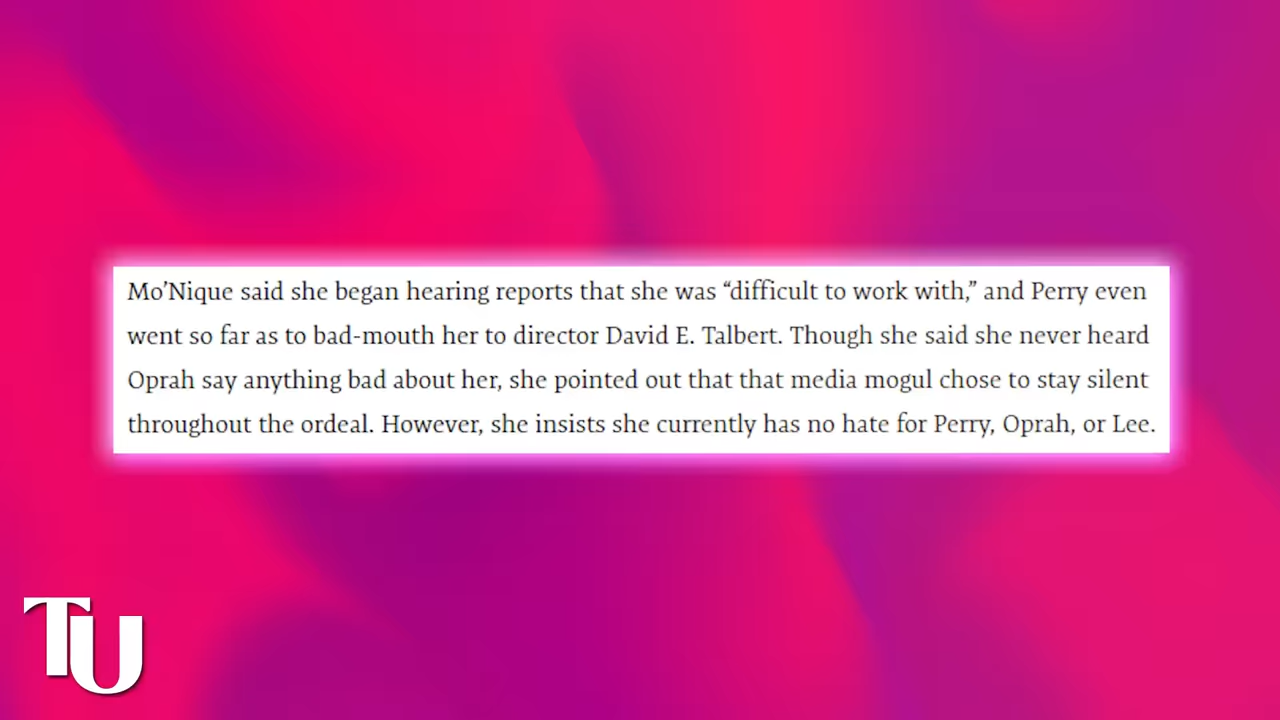 Mo’Nique said she began hearing reports that she was “difficult to work with,” and Perry even
went so far as to bad-mouth her to director David E. Talbert. Though she said she never heard
Oprah say anything bad about her, she pointed out that that media mogul chose to stay silent
throughout the ordeal. However, she insists she currently has no hate for Perry, Oprah, or Lee.
TU